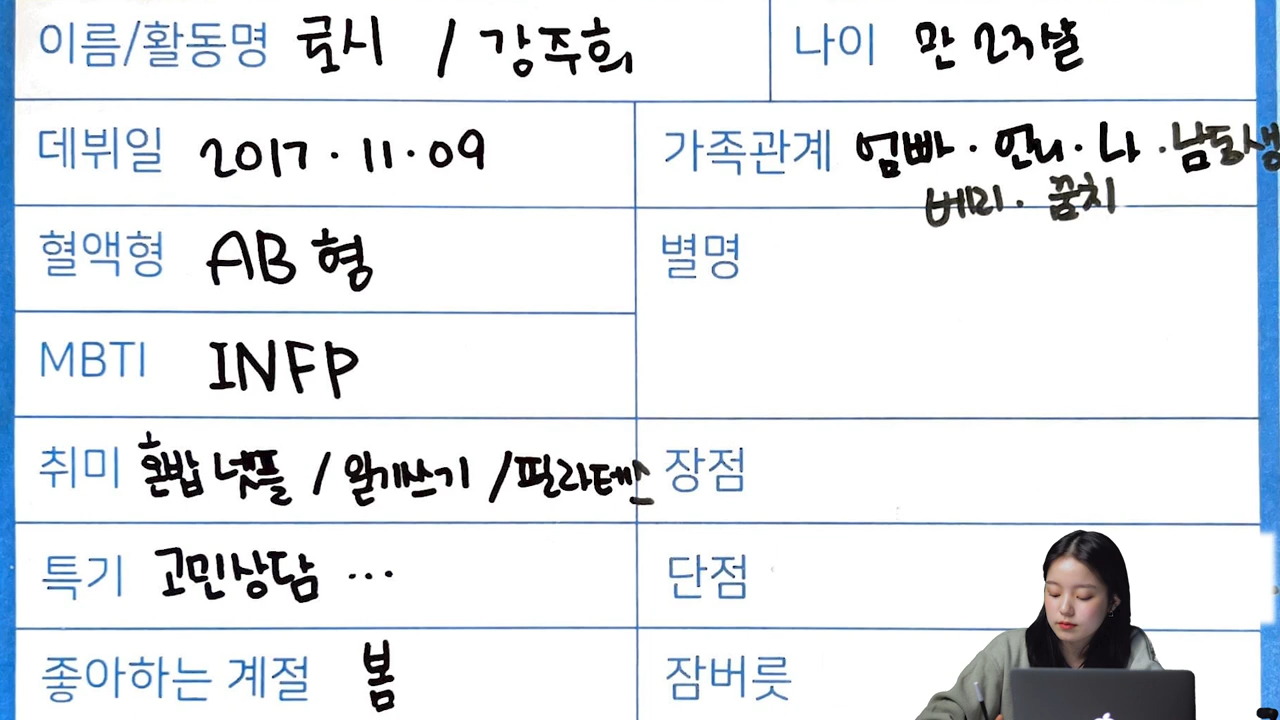 이름/활동명 로시 / 강주희 나이 만 23살
데뷔일 2017.11.09 가족관계 엄빠 · 언니 · 나 · 남동생
베리 · 꿈치
혈액형 AB형 별명
MBTI INFP
취미 혼밥 넷플 / 일기쓰기 / 필라테스 장점
특기 고민상담 ... 단점
좋아하는 계절 봄 잠버릇